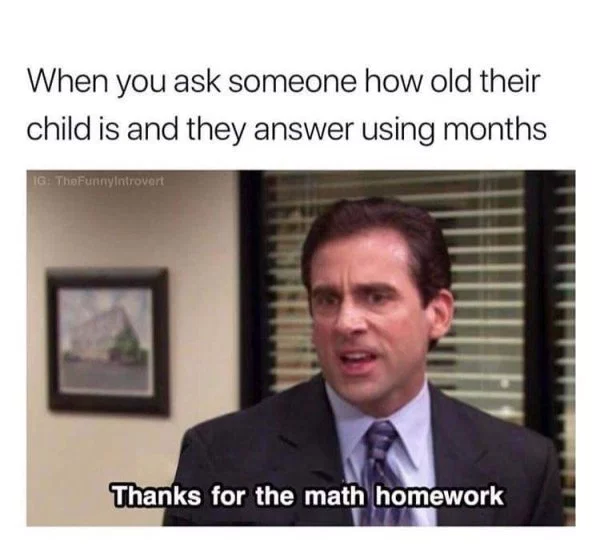 When you ask someone how old their
child is and they answer using months
IG: TheFunnyIntrovert
Thanks for the math homework